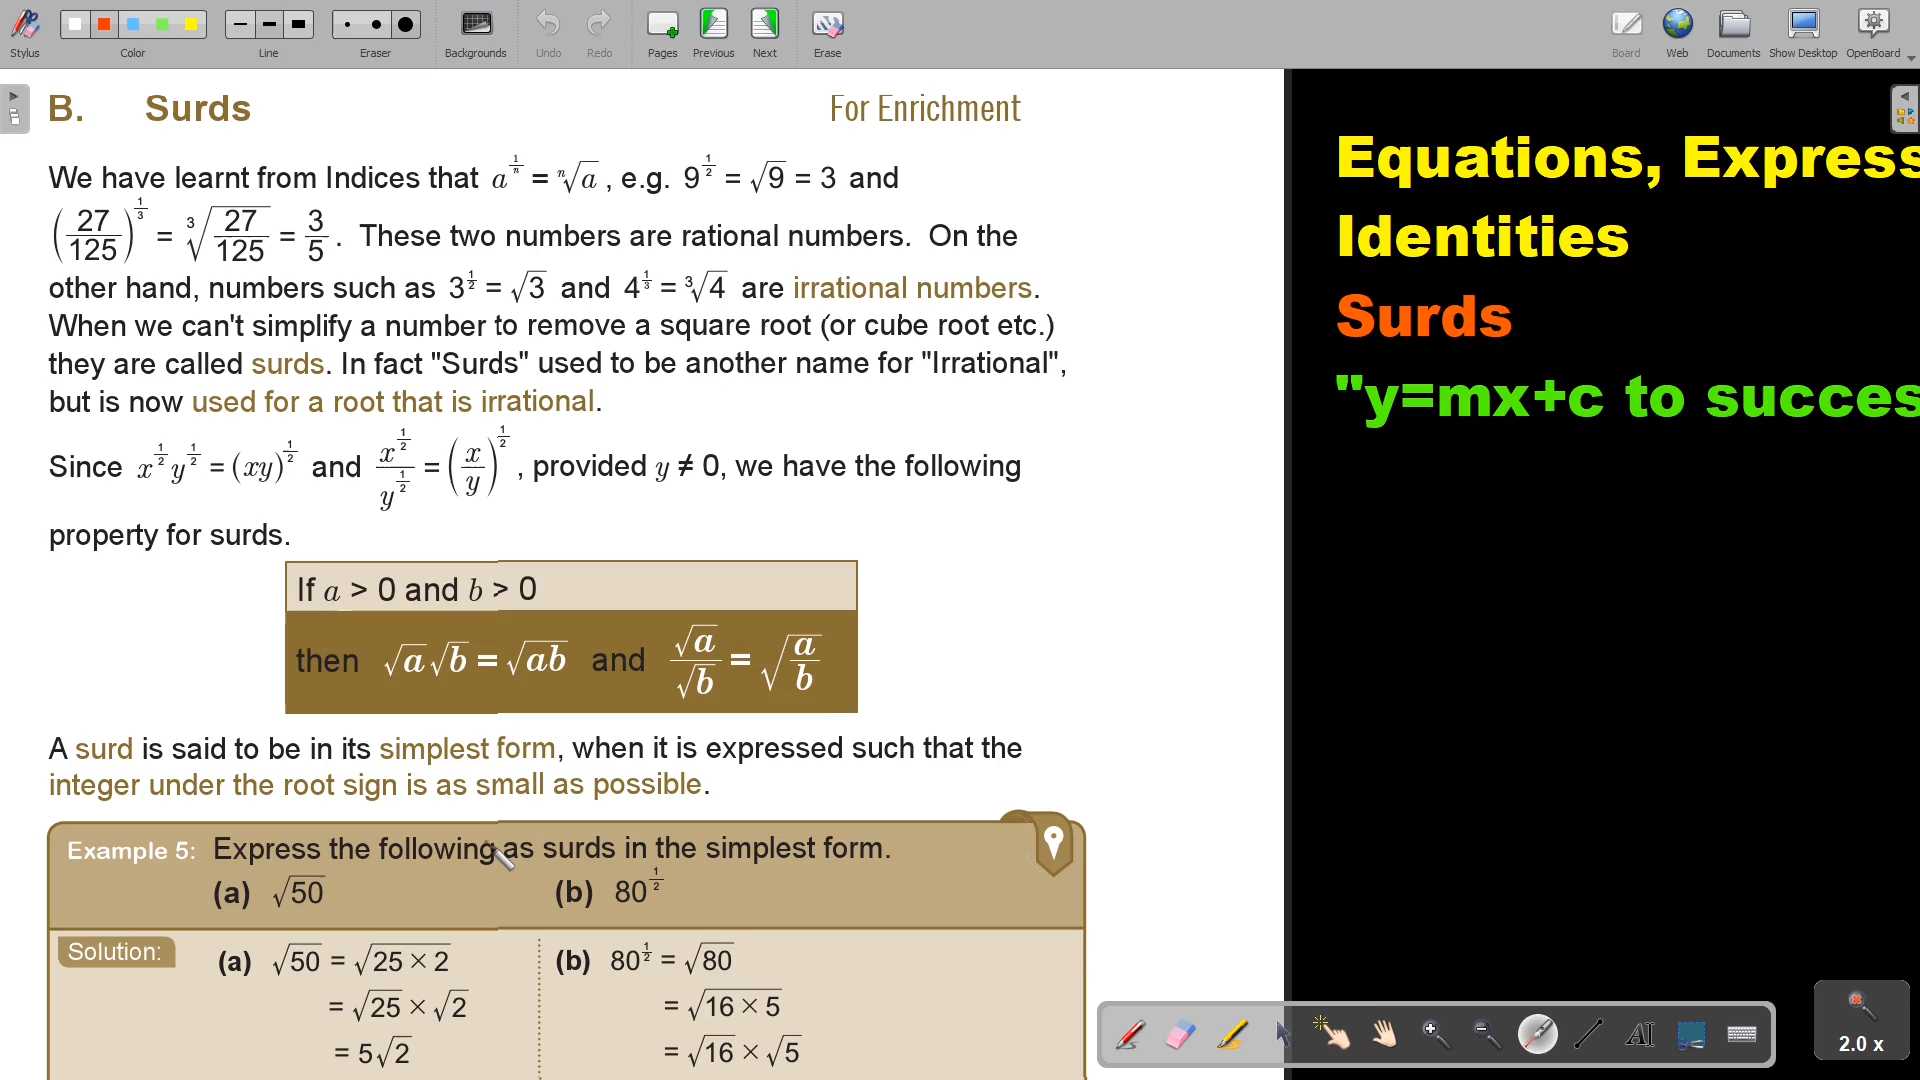 Stylus Color Line Eraser Backgrounds Undo Redo Pages Previous Next Erase Board Web Documents Show Desktop OpenBoard
B. Surds For Enrichment
We have learnt from Indices that a^(1/n) = ⁿ√a , e.g. 9^(1/2) = √9 = 3 and
(27/125)^(1/3) = ³√(27/125) = 3/5 . These two numbers are rational numbers. On the
other hand, numbers such as 3^(1/2) = √3 and 4^(1/3) = ³√4 are irrational numbers.
When we can't simplify a number to remove a square root (or cube root etc.)
they are called surds. In fact "Surds" used to be another name for "Irrational",
but is now used for a root that is irrational.
Since x^(1/2) y^(1/2) = (xy)^(1/2) and x^(1/2)/y^(1/2) = (x/y)^(1/2) , provided y ≠ 0, we have the following
property for surds.
If a > 0 and b > 0
then √a √b = √ab and √a/√b = √(a/b)
A surd is said to be in its simplest form, when it is expressed such that the
integer under the root sign is as small as possible.
Example 5: Express the following as surds in the simplest form.
(a) √50 (b) 80^(1/2)
Solution: (a) √50 = √(25 × 2) (b) 80^(1/2) = √80
= √25 × √2 = √(16 × 5)
= 5√2 = √16 × √5
Equations, Express
Identities
Surds
"y=mx+c to succes
AI
2.0 x